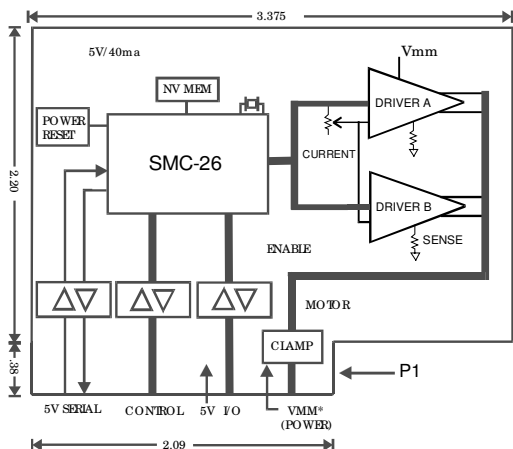 3.375
5V/40ma
Vmm
NV MEM
DRIVER A
POWER
RESET
SMC-26
CURRENT
2.20
DRIVER B
ENABLE
SENSE
MOTOR
CLAMP
.38
P1
5V SERIAL
CONTROL
5V
I/O
VMM*
(POWER)
2.09